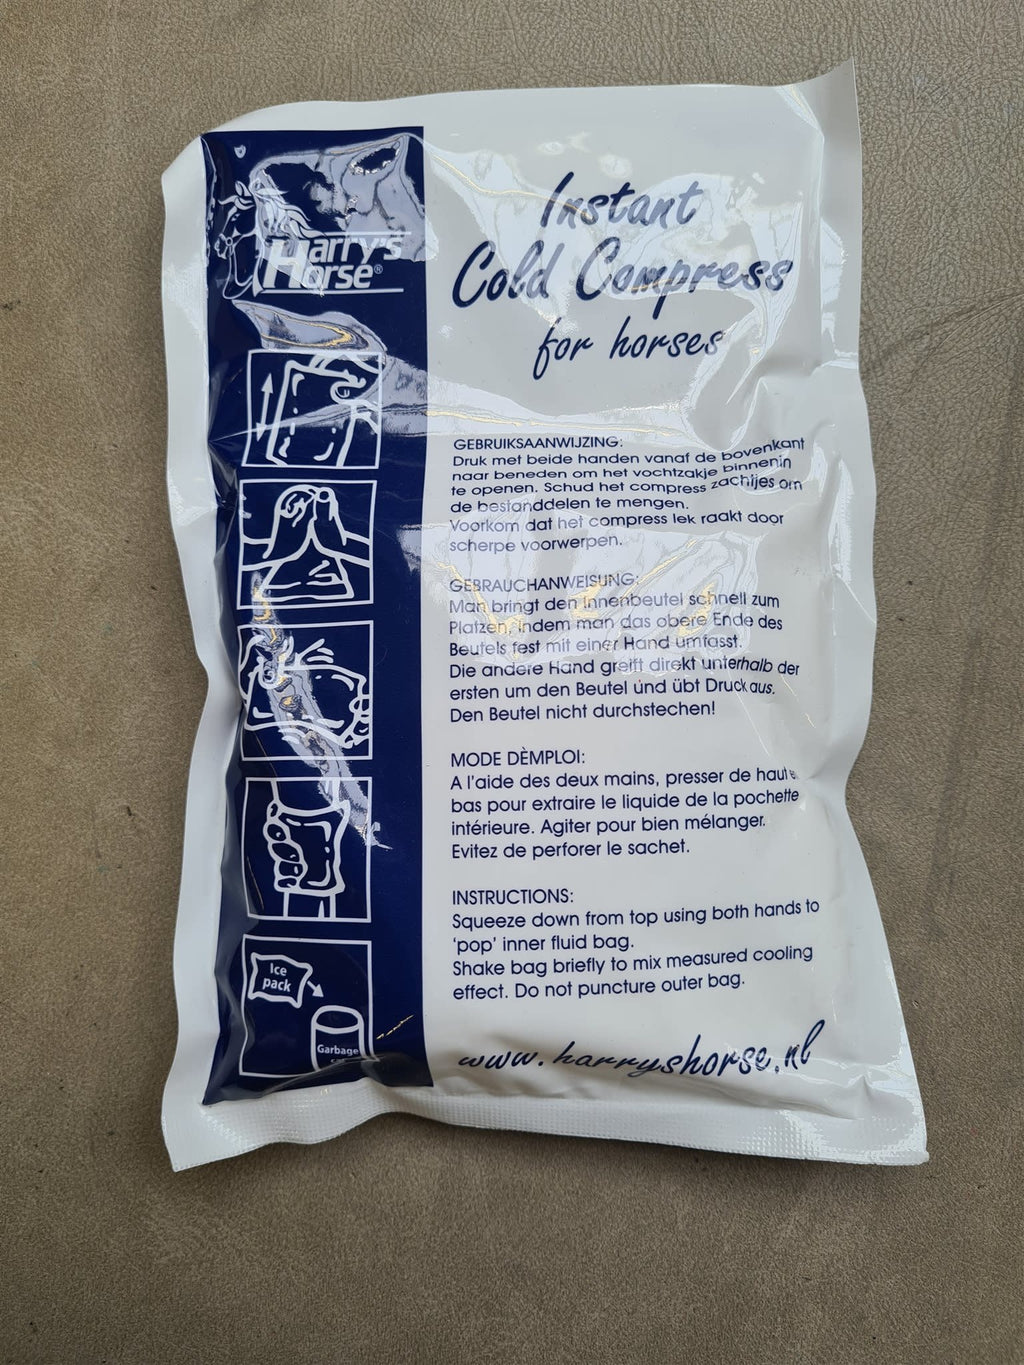 Harry's
Horse®
Instant
Cold Compress
for horses
GEBRUIKSAANWIJZING:
Druk met beide handen vanaf de bovenkant
naar beneden om het vochtzakje binnenin
te openen. Schud het compress zachtjes om
de bestanddelen te mengen.
Voorkom dat het compress lek raakt door
scherpe voorwerpen.
GEBRAUCHANWEISUNG:
Man bringt den Innenbeutel schnell zum
Platzen, indem man das obere Ende des
Beutels fest mit einer Hand umfasst.
Die andere Hand greift direkt unterhalb der
ersten um den Beutel und übt Druck aus.
Den Beutel nicht durchstechen!
MODE DÈMPLOI:
A l'aide des deux mains, presser de haut
bas pour extraire le liquide de la pochette
intérieure. Agiter pour bien mélanger.
Evitez de perforer le sachet.
INSTRUCTIONS:
Squeeze down from top using both hands to
'pop' inner fluid bag.
Shake bag briefly to mix measured cooling
effect. Do not puncture outer bag.
www.harryshorse.nl
Ice
pack
Garbage